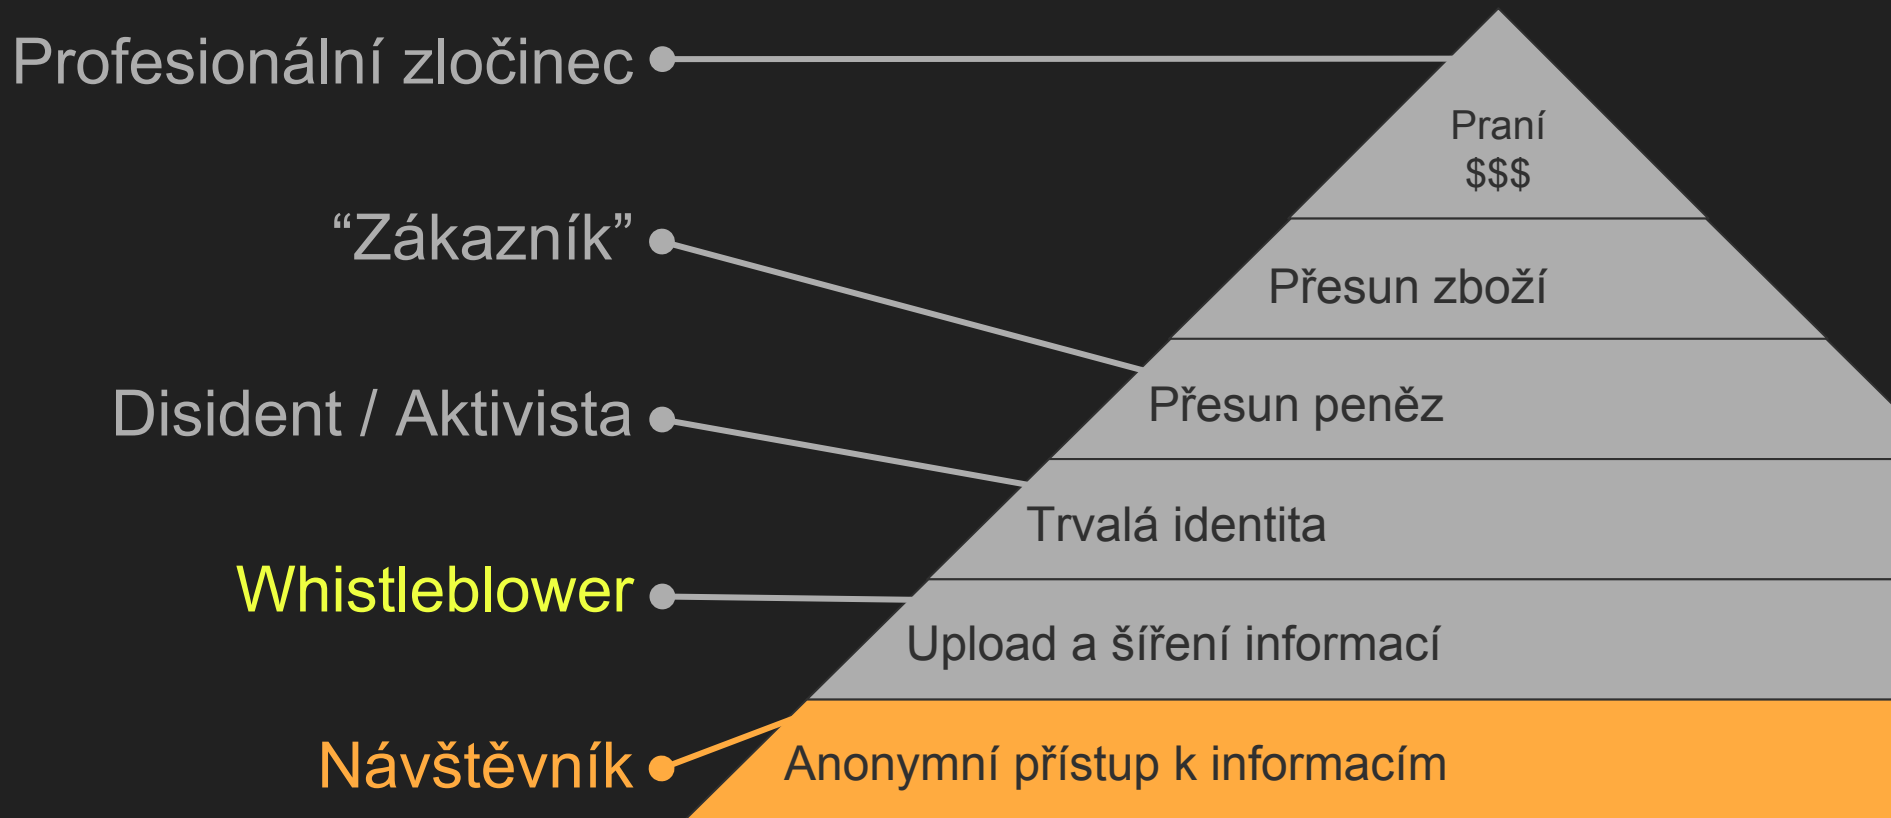 Profesionální zločinec
Praní
$$$
“Zákazník”
Přesun zboží
Přesun peněz
Disident / Aktivista
Trvalá identita
Whistleblower
Upload a šíření informací
Návštěvník
Anonymní přístup k informacím